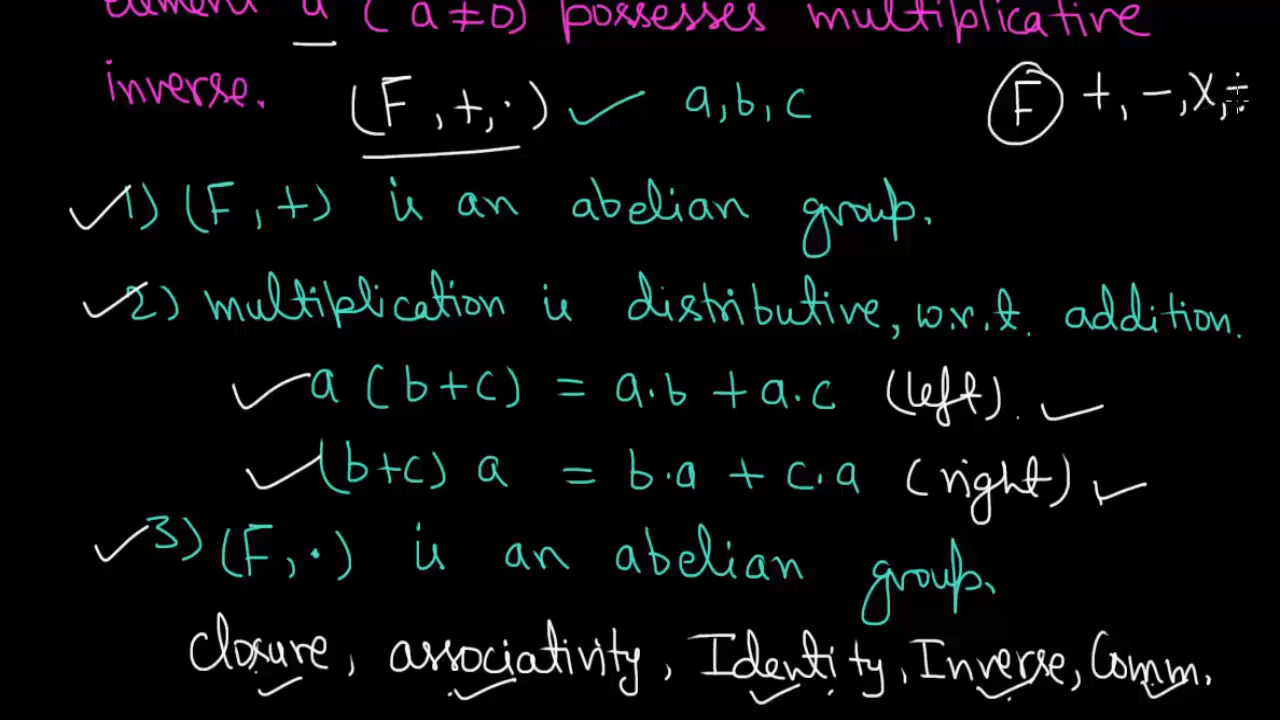 element a (a≠0) possesses multiplicative
inverse. (F, +, ·) a, b, c F +, -, x, ÷
1) (F, +) is an abelian group.
2) multiplication is distributive, w.r.t. addition.
a (b+c) = a·b + a·c (left).
(b+c) a = b·a + c·a (right)
3) (F, ·) is an abelian group.
closure, associativity, Identity, Inverse, Comm.